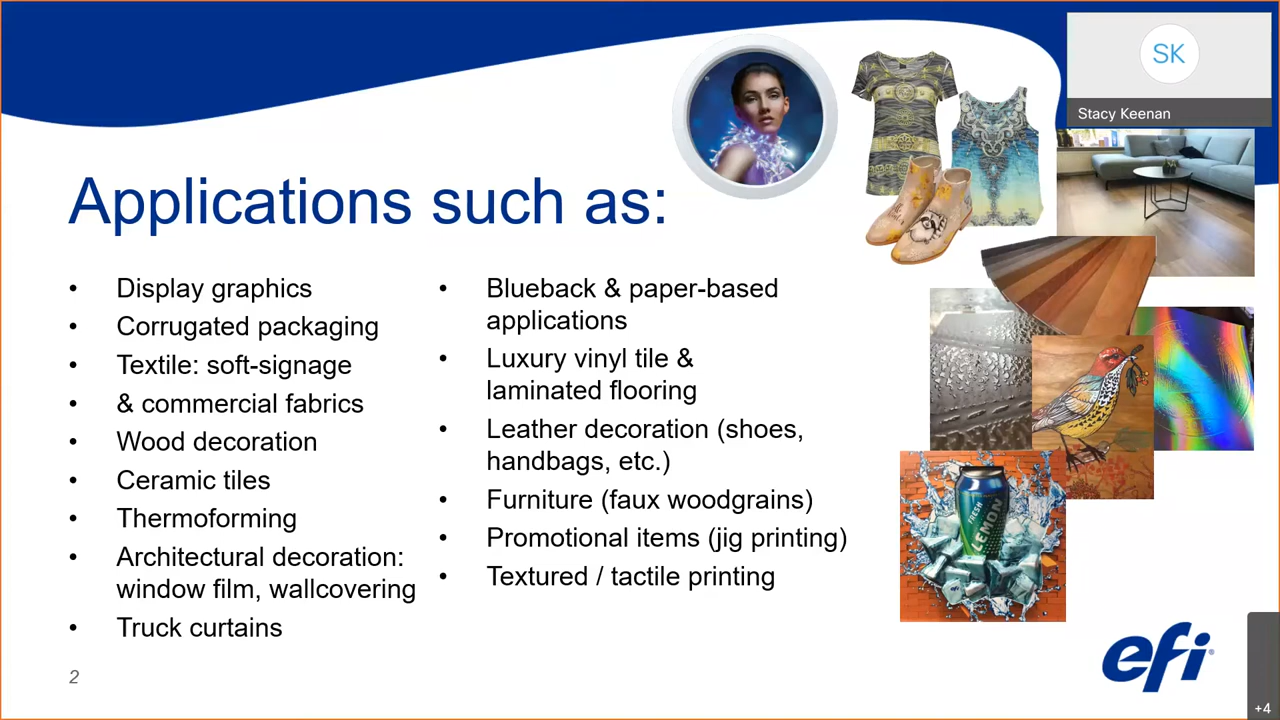 SK
Stacy Keenan
Applications such as:
• Display graphics
• Corrugated packaging
• Textile: soft-signage
• & commercial fabrics
• Wood decoration
• Ceramic tiles
• Thermoforming
• Architectural decoration:
window film, wallcovering
• Truck curtains
• Blueback & paper-based
applications
• Luxury vinyl tile &
laminated flooring
• Leather decoration (shoes,
handbags, etc.)
• Furniture (faux woodgrains)
• Promotional items (jig printing)
• Textured / tactile printing
FRESH
LEMON
efi
2
efi
+4